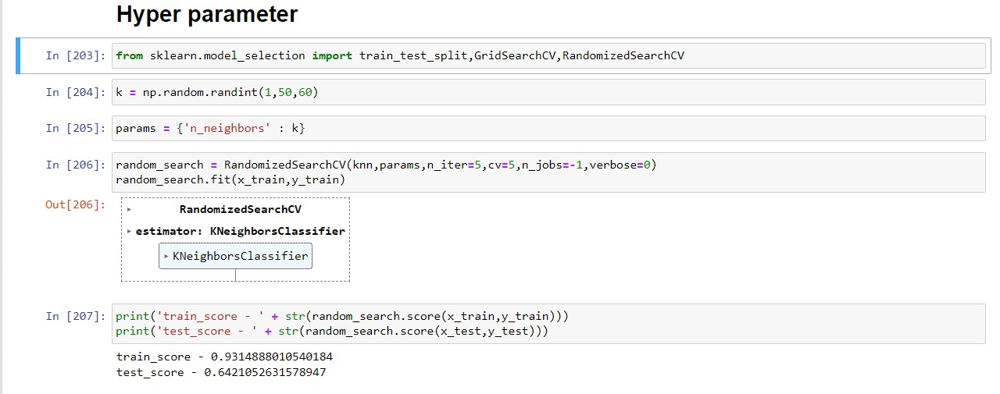 Hyper parameter
In [203]: from sklearn.model_selection import train_test_split,GridSearchCV,RandomizedSearchCV
In [204]: k = np.random.randint(1,50,60)
In [205]: params = {'n_neighbors' : k}
In [206]: random_search = RandomizedSearchCV(knn,params,n_iter=5,cv=5,n_jobs=-1,verbose=0)
random_search.fit(x_train,y_train)
Out[206]:
RandomizedSearchCV
estimator: KNeighborsClassifier
KNeighborsClassifier
In [207]: print('train_score - ' + str(random_search.score(x_train,y_train)))
print('test_score - ' + str(random_search.score(x_test,y_test)))
train_score - 0.9314888010540184
test_score - 0.6421052631578947